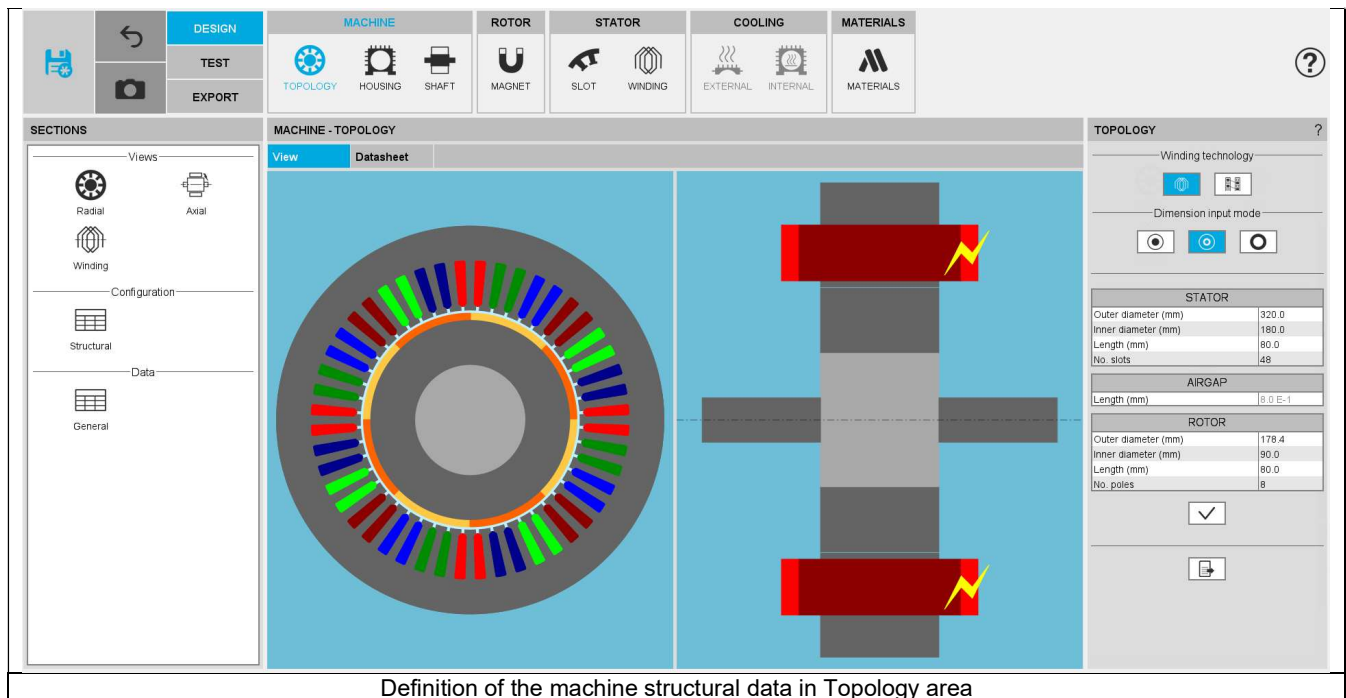 DESIGN
TEST
EXPORT
MACHINE
TOPOLOGY HOUSING SHAFT
ROTOR
MAGNET
STATOR
SLOT WINDING
COOLING
EXTERNAL INTERNAL
MATERIALS
MATERIALS
?
SECTIONS
Views
Radial Axial
Winding
Configuration
Structural
Data
General
MACHINE - TOPOLOGY
View Datasheet
TOPOLOGY ?
Winding technology
Dimension input mode
STATOR
Outer diameter (mm) 320.0
Inner diameter (mm) 180.0
Length (mm) 80.0
No. slots 48
AIRGAP
Length (mm) 8.0 E-1
ROTOR
Outer diameter (mm) 178.4
Inner diameter (mm) 90.0
Length (mm) 80.0
No. poles 8
Definition of the machine structural data in Topology area